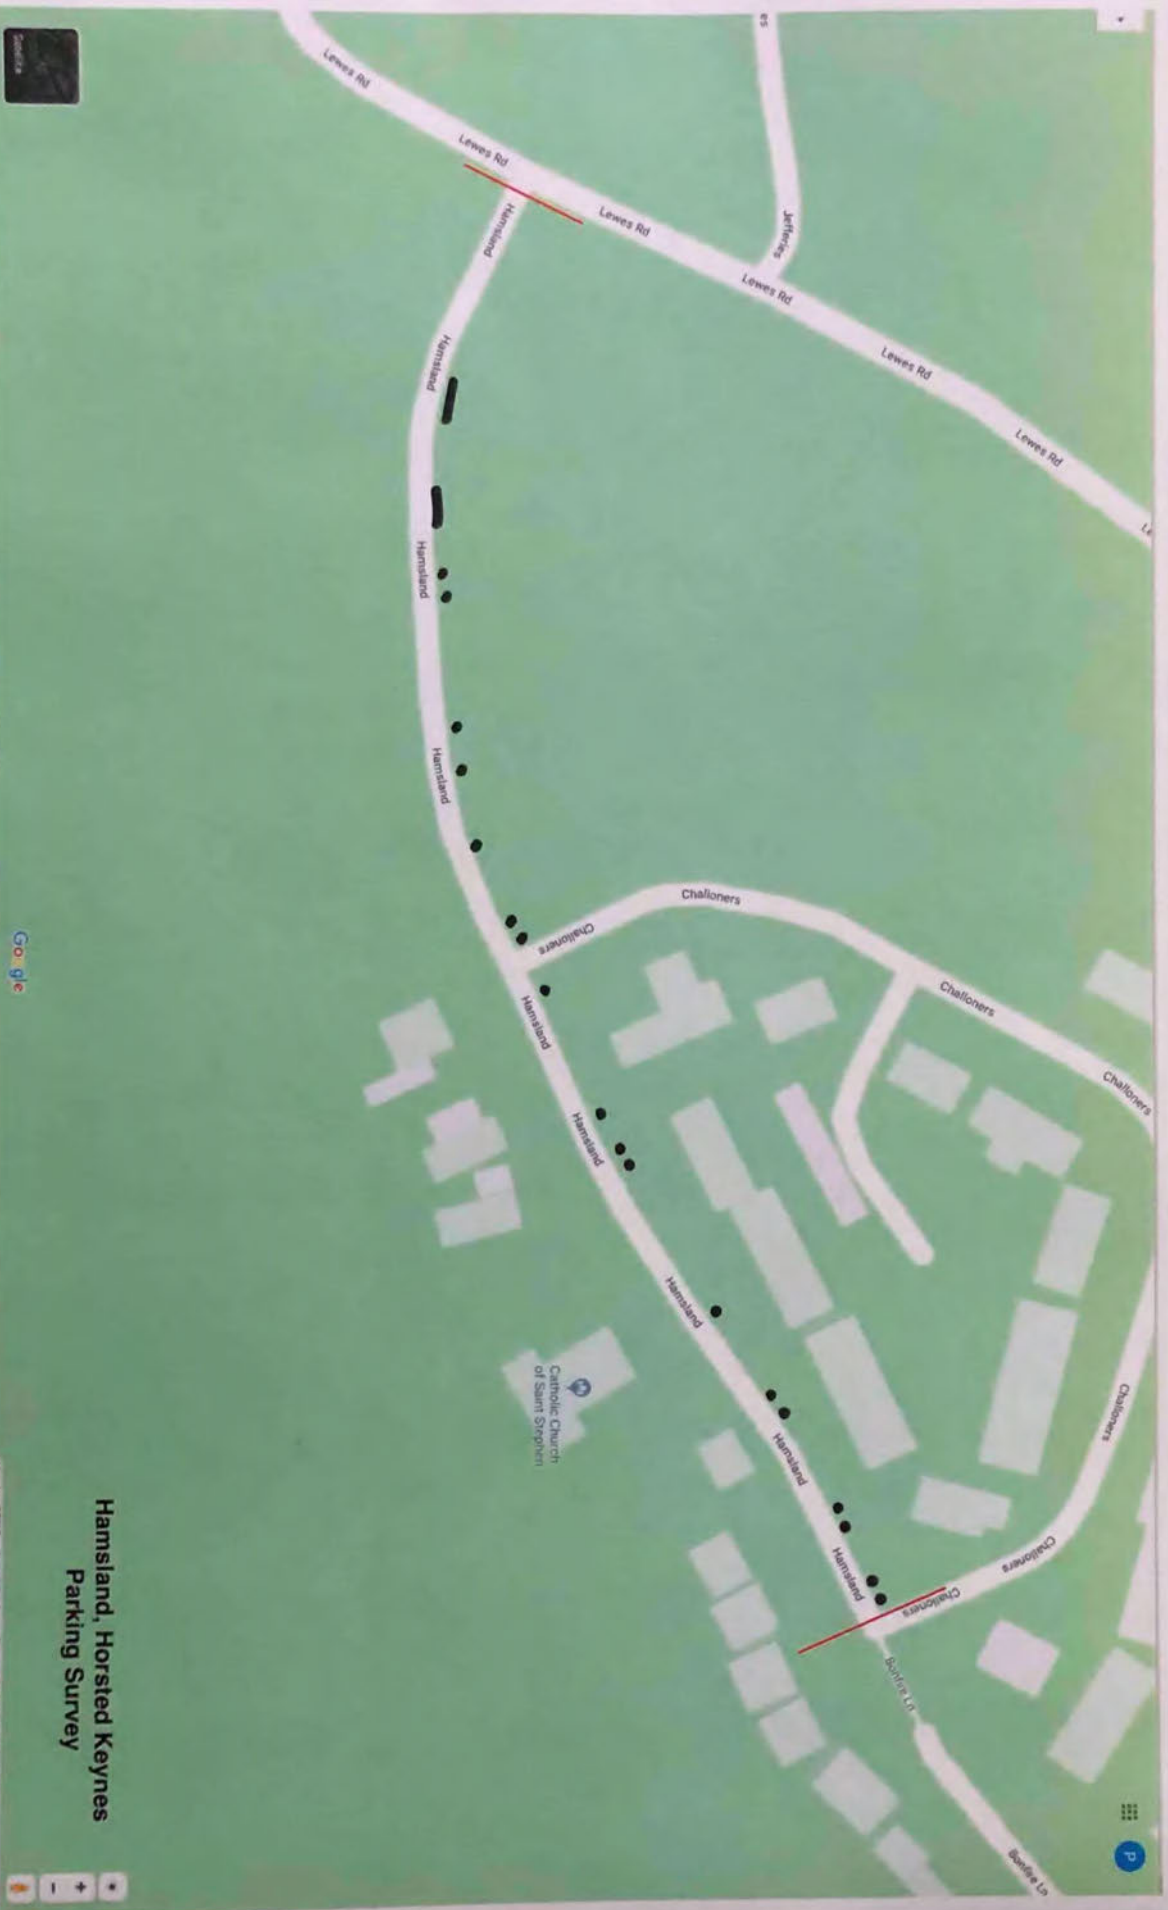 es
Lewes Rd
Lewes Rd
Lewes Rd
Lewes Rd
Lewes Rd
Lewes Rd
Jefferies
Hamsland
Hamsland
Hamsland
Hamsland
Hamsland
Hamsland
Hamsland
Hamsland
Hamsland
Challoners
Challoners
Challoners
Challoners
Challoners
Challoners
Challoners
Bonfire Ln
Bonfire Ln
Catholic Church
of Saint Stephen
Hamsland, Horsted Keynes
Parking Survey
Google
Satellite
P
+
−